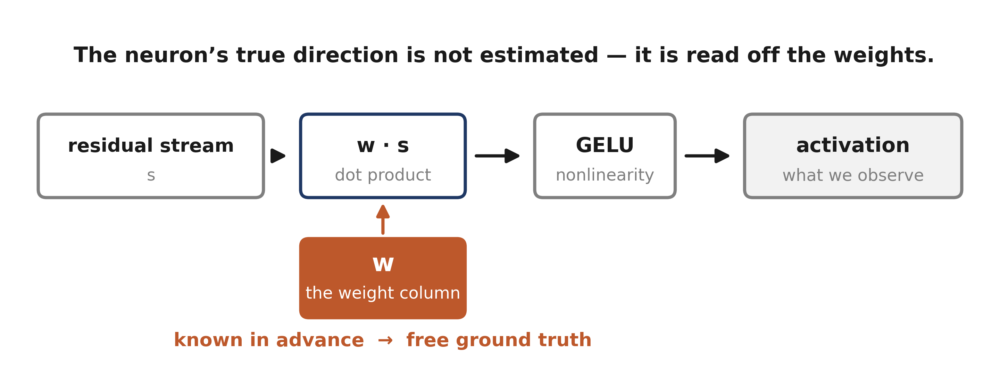 The neuron’s true direction is not estimated — it is read off the weights.
residual stream
s
w · s
dot product
GELU
nonlinearity
activation
what we observe
w
the weight column
known in advance → free ground truth